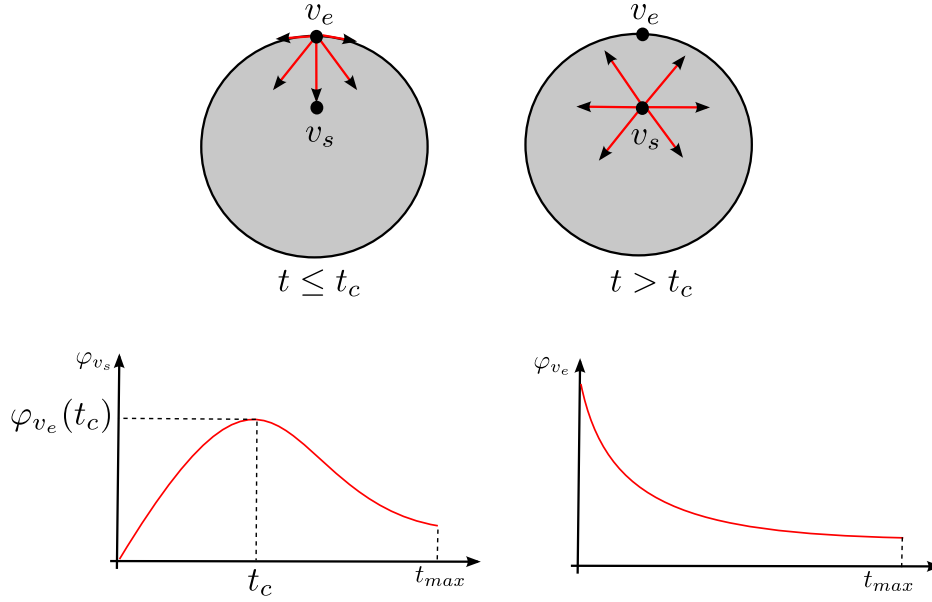 v_e
v_s
t ≤ t_c
v_e
v_s
t > t_c
φ_{v_s}
φ_{v_e}(t_c)
t_c
t_{max}
φ_{v_e}
t_{max}